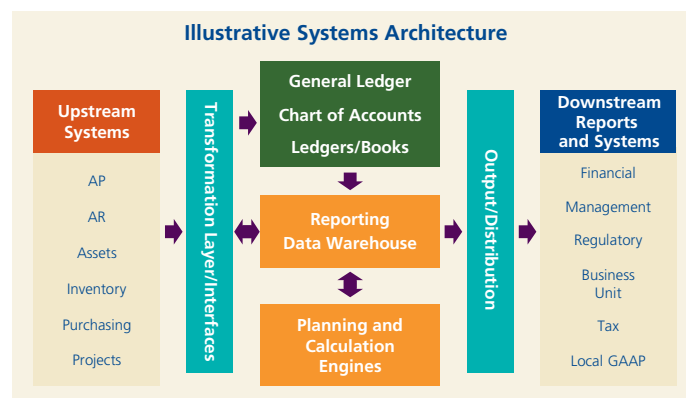 Illustrative Systems Architecture
Upstream
Systems
AP
AR
Assets
Inventory
Purchasing
Projects
Transformation Layer/Interfaces
General Ledger
Chart of Accounts
Ledgers/Books
Reporting
Data Warehouse
Planning and
Calculation
Engines
Output/Distribution
Downstream
Reports
and Systems
Financial
Management
Regulatory
Business
Unit
Tax
Local GAAP